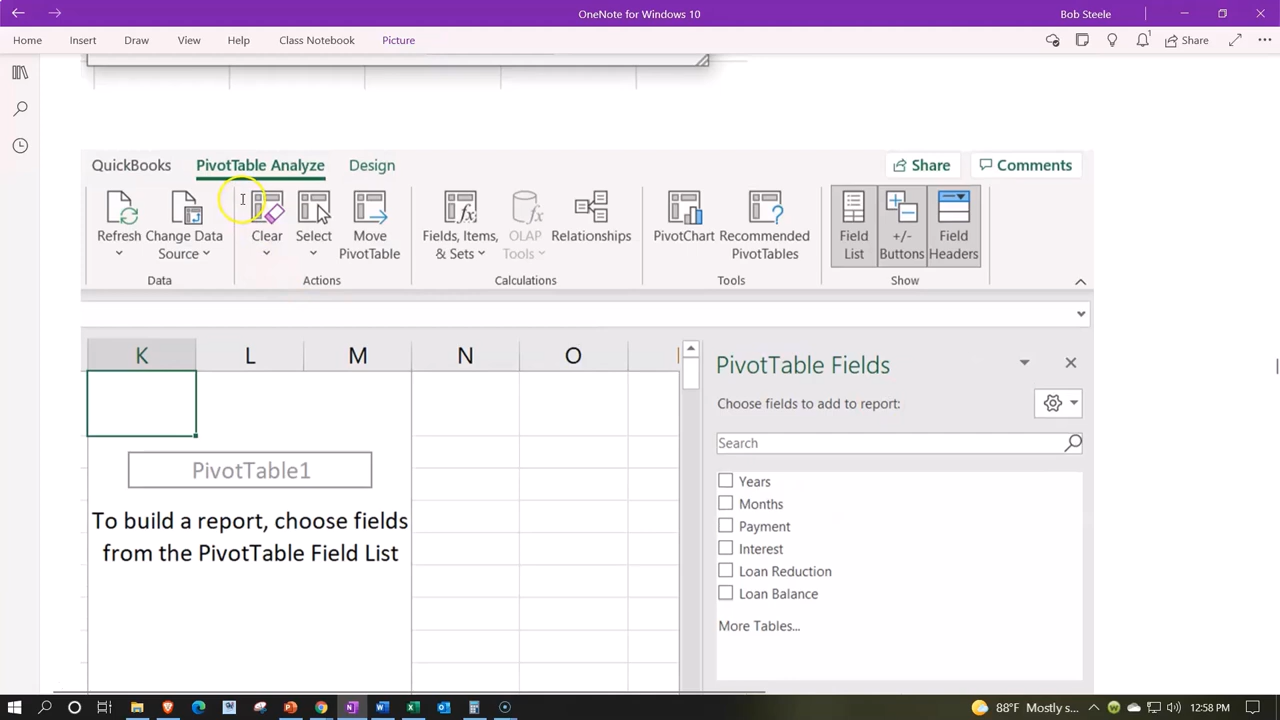 OneNote for Windows 10
Bob Steele
Home Insert Draw View Help Class Notebook Picture
Share
QuickBooks PivotTable Analyze Design
Share Comments
Refresh Change Data Source
Clear Select Move PivotTable
Fields, Items, & Sets OLAP Tools Relationships
PivotChart Recommended PivotTables
Field List +/- Buttons Field Headers
Data Actions Calculations Tools Show
K L M N O
PivotTable1
To build a report, choose fields
from the PivotTable Field List
PivotTable Fields
Choose fields to add to report:
Search
Years
Months
Payment
Interest
Loan Reduction
Loan Balance
More Tables...
88°F Mostly s... 12:58 PM